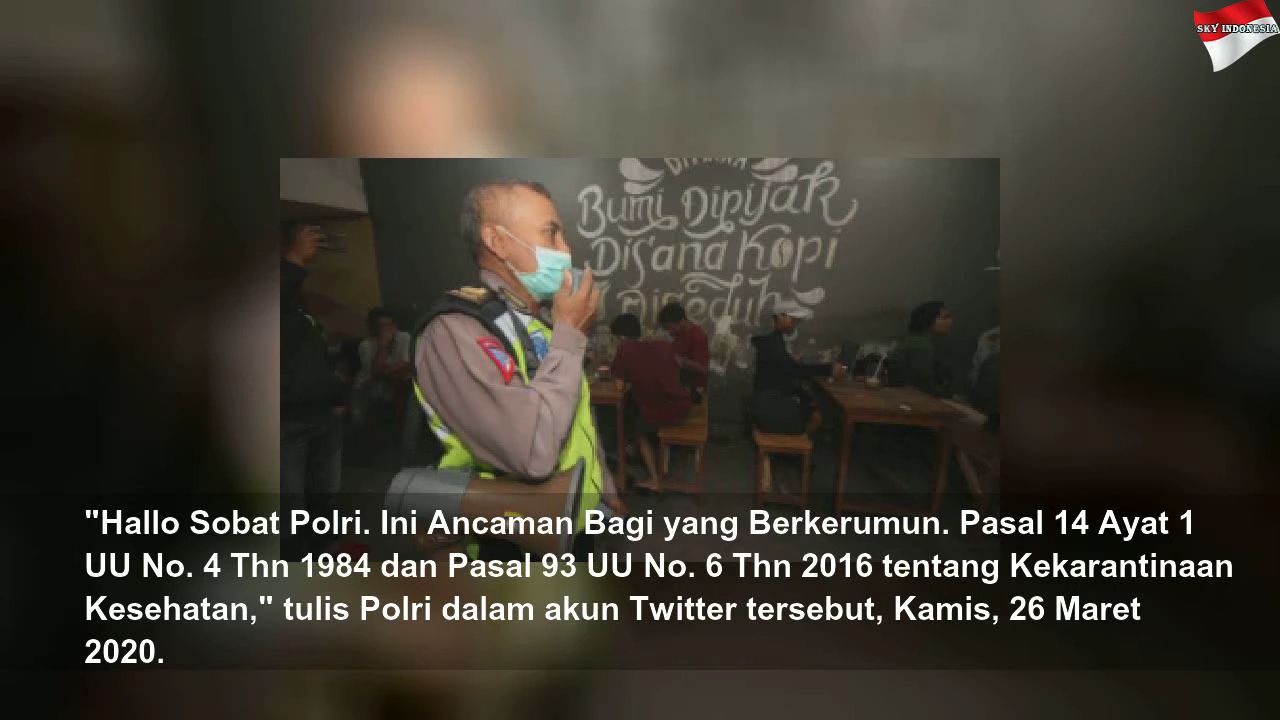 SKY INDONESIA
Bumi Dipijak
Disana Kopi
Diseduh
"Hallo Sobat Polri. Ini Ancaman Bagi yang Berkerumun. Pasal 14 Ayat 1
UU No. 4 Thn 1984 dan Pasal 93 UU No. 6 Thn 2016 tentang Kekarantinaan
Kesehatan," tulis Polri dalam akun Twitter tersebut, Kamis, 26 Maret
2020.